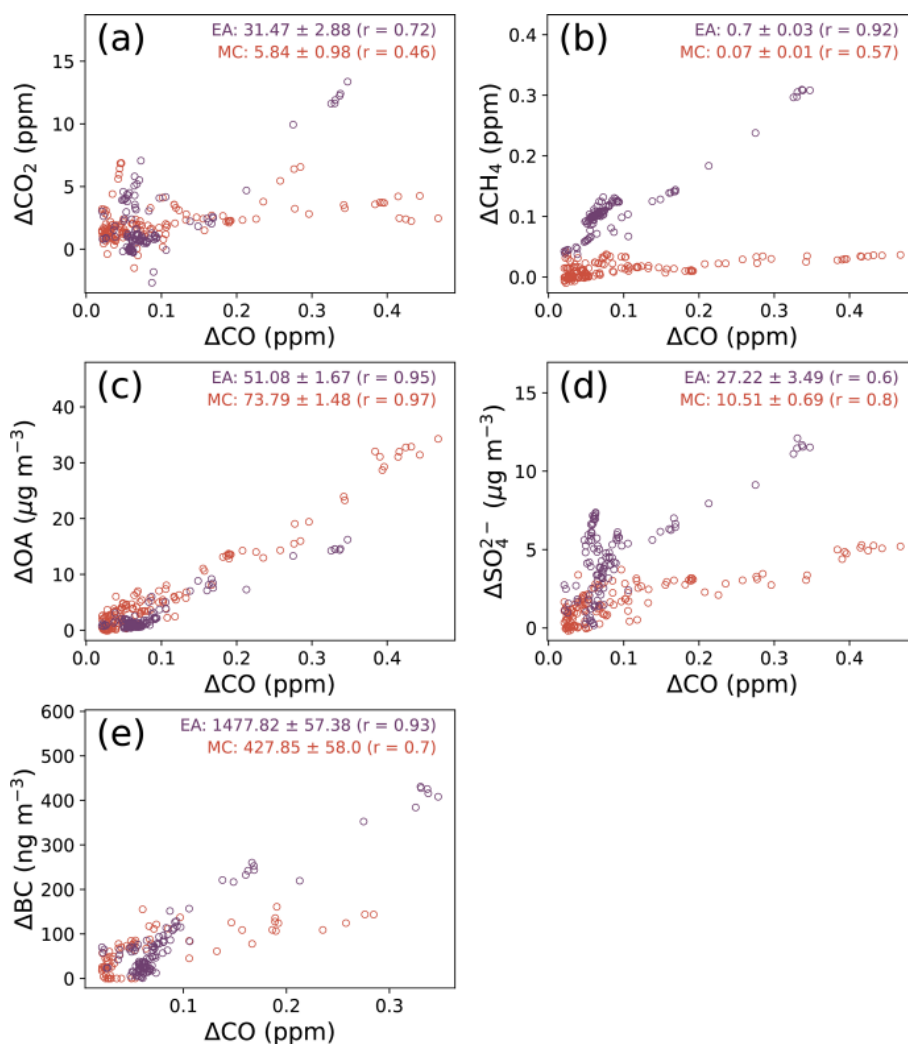 (a)
EA: 31.47 ± 2.88 (r = 0.72)
MC: 5.84 ± 0.98 (r = 0.46)
ΔCO₂ (ppm)
15
10
5
0
0.0 0.1 0.2 0.3 0.4
ΔCO (ppm)
(b)
EA: 0.7 ± 0.03 (r = 0.92)
MC: 0.07 ± 0.01 (r = 0.57)
ΔCH₄ (ppm)
0.4
0.3
0.2
0.1
0.0
0.0 0.1 0.2 0.3 0.4
ΔCO (ppm)
(c)
EA: 51.08 ± 1.67 (r = 0.95)
MC: 73.79 ± 1.48 (r = 0.97)
ΔOA (μg m⁻³)
40
30
20
10
0
0.0 0.1 0.2 0.3 0.4
ΔCO (ppm)
(d)
EA: 27.22 ± 3.49 (r = 0.6)
MC: 10.51 ± 0.69 (r = 0.8)
ΔSO₄²⁻ (μg m⁻³)
15
10
5
0
0.0 0.1 0.2 0.3 0.4
ΔCO (ppm)
(e)
EA: 1477.82 ± 57.38 (r = 0.93)
MC: 427.85 ± 58.0 (r = 0.7)
ΔBC
(ng m⁻³)
600
500
400
300
200
100
0
0.1 0.2 0.3
ΔCO (ppm)